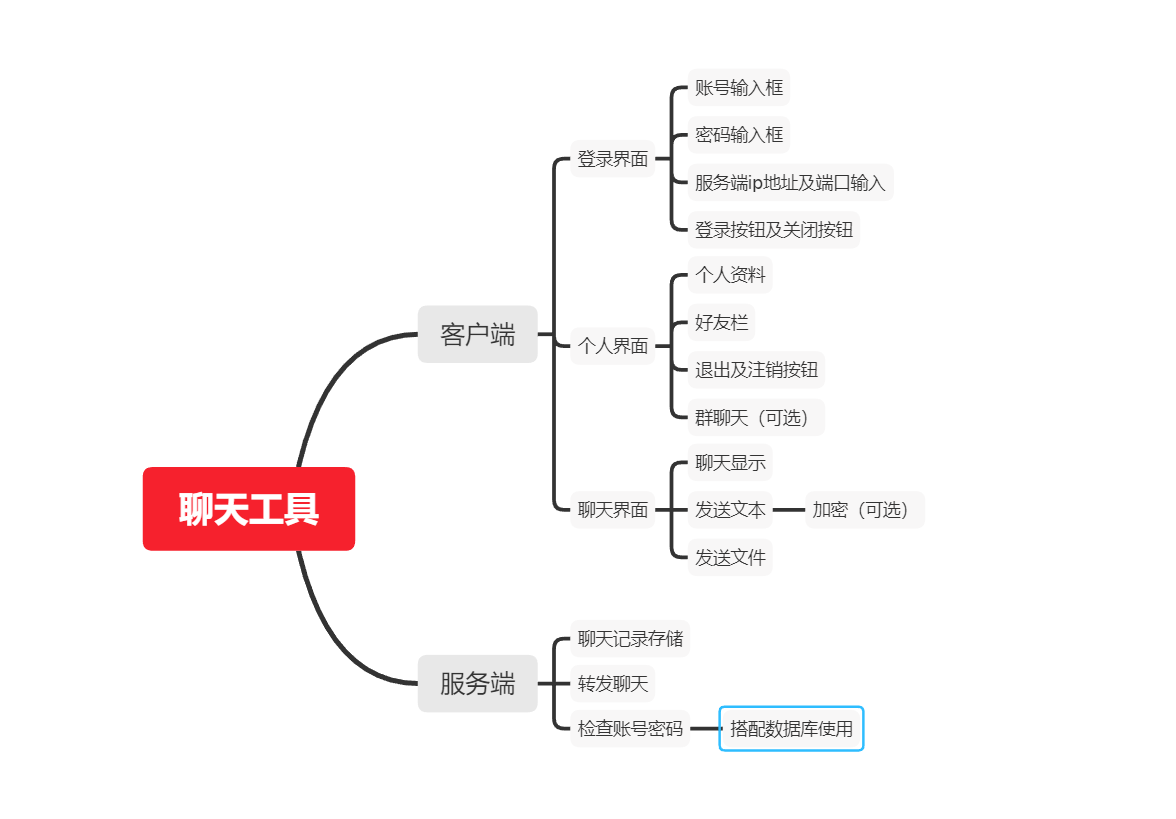 聊天工具
客户端
登录界面
账号输入框
密码输入框
服务端ip地址及端口输入
登录按钮及关闭按钮
个人界面
个人资料
好友栏
退出及注销按钮
群聊天（可选）
聊天界面
聊天显示
发送文本
加密（可选）
发送文件
服务端
聊天记录存储
转发聊天
检查账号密码
搭配数据库使用